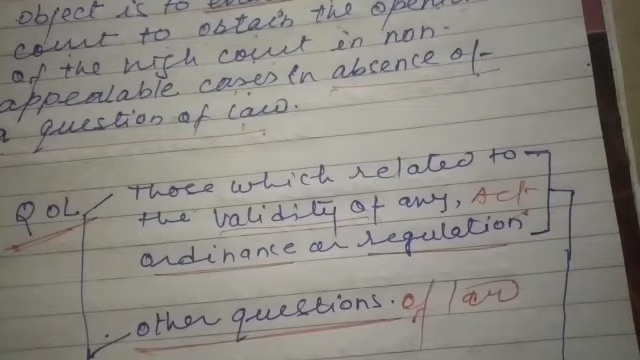 object is to
court to obtain the opinion
of the high court in non-
appealable cases in absence of
a question of law.
QOL Those which related to
the validity of any, Act
ordinance or regulation
other questions. of law